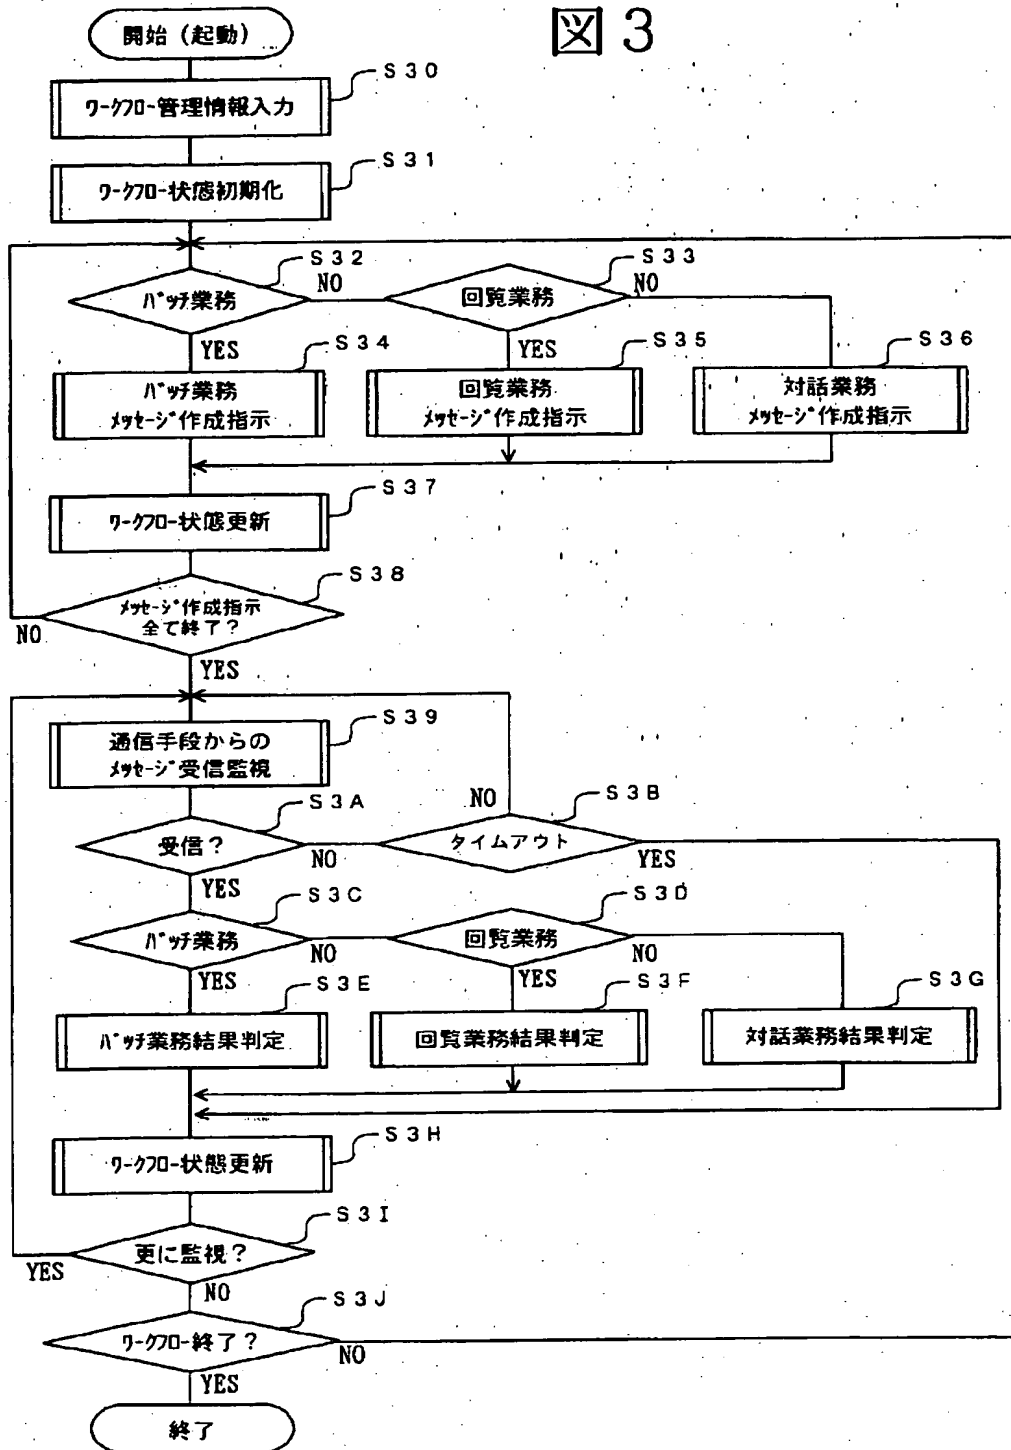 図3
開始（起動）
S30
ワークフロー管理情報入力
S31
ワークフロー状態初期化
S32
バッチ業務
NO
YES
S33
回覧業務
NO
YES
S34
バッチ業務
メッセージ作成指示
S35
回覧業務
メッセージ作成指示
S36
対話業務
メッセージ作成指示
S37
ワークフロー状態更新
S38
メッセージ作成指示
全て終了？
NO
YES
S39
通信手段からの
メッセージ受信監視
S3A
受信？
NO
YES
S3B
タイムアウト
NO
YES
S3C
バッチ業務
NO
YES
S3D
回覧業務
NO
YES
S3E
バッチ業務結果判定
S3F
回覧業務結果判定
S3G
対話業務結果判定
S3H
ワークフロー状態更新
S3I
更に監視？
YES
NO
S3J
ワークフロー終了？
NO
YES
終了